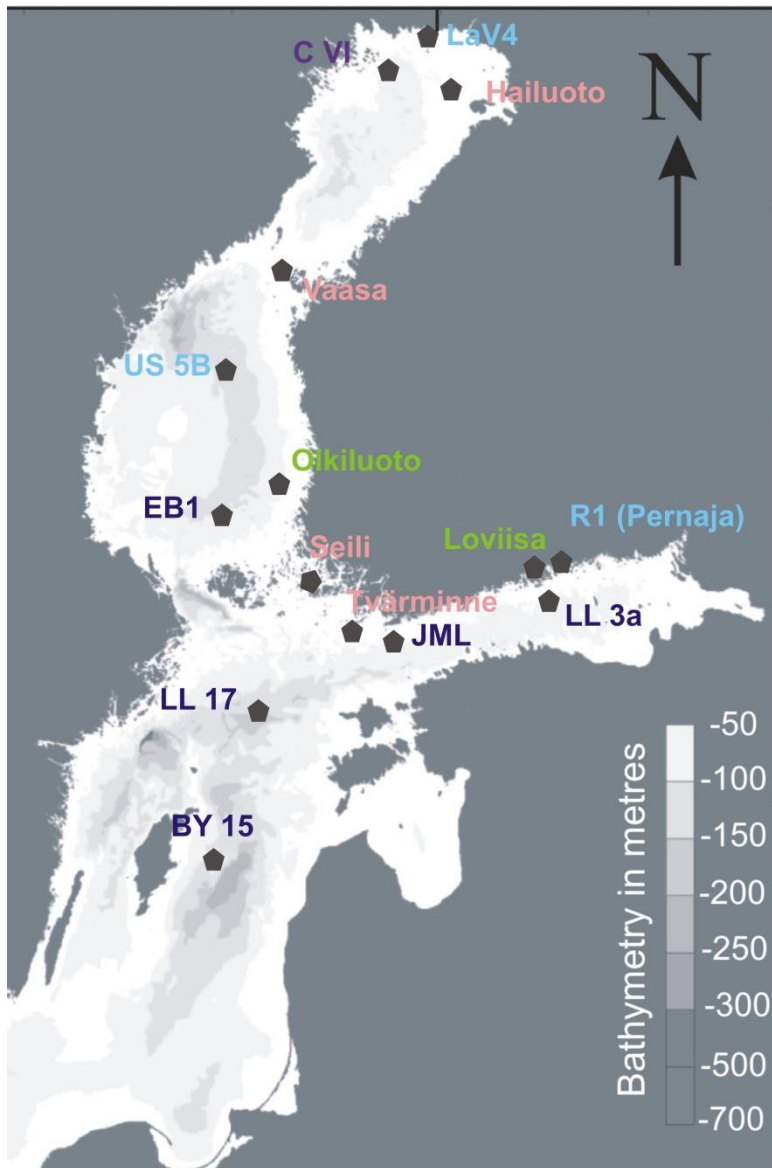 LaV4
C VI
Hailuoto
N
Vaasa
US 5B
Olkiluoto
EB1
R1 (Pernaja)
Loviisa
Seili
LL 3a
Tvärminne
JML
LL 17
BY 15
Bathymetry in metres
-50
-100
-150
-200
-250
-300
-500
-700